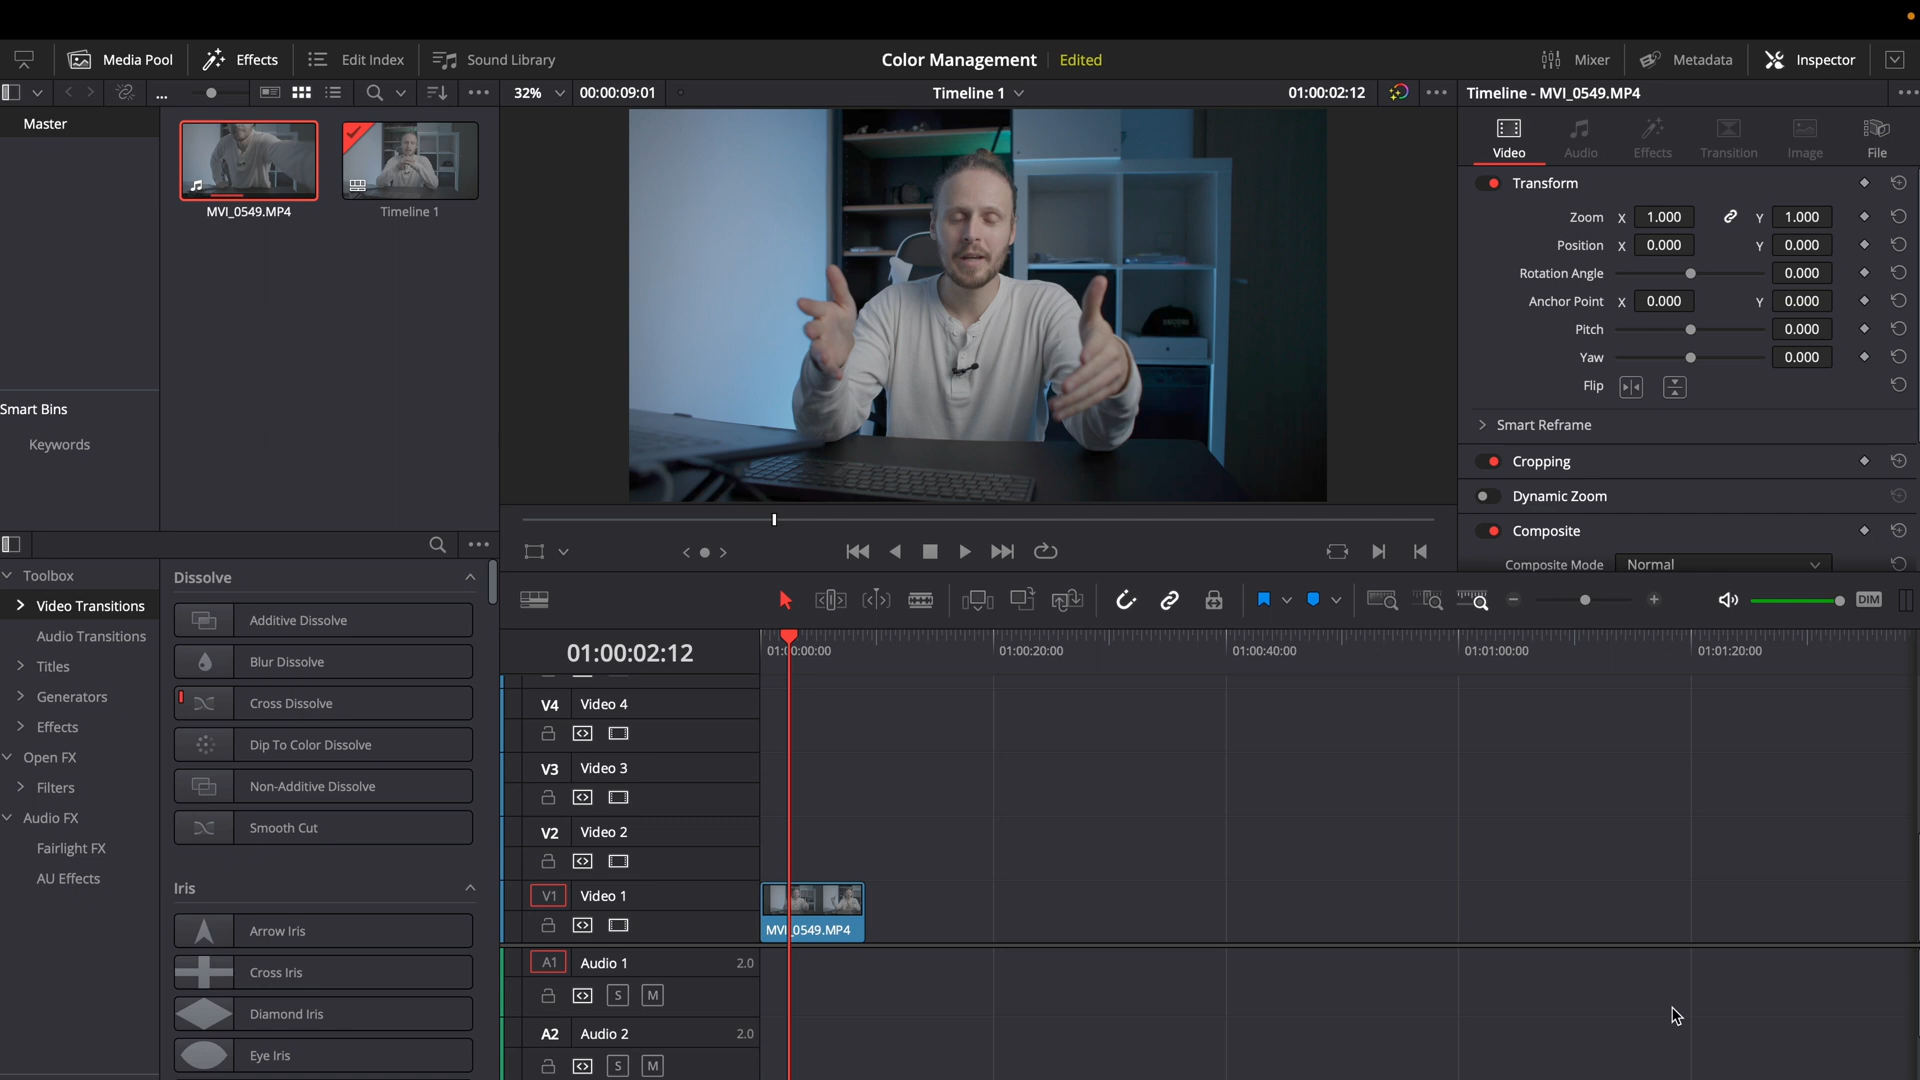 Media Pool
Effects
Edit Index
Sound Library
Color Management
Edited
Mixer
Metadata
Inspector
...
32%
00:00:09:01
Timeline 1
01:00:02:12
Timeline - MVI_0549.MP4
Master
MVI_0549.MP4
Timeline 1
Smart Bins
Keywords
Video
Audio
Effects
Transition
Image
File
Transform
Zoom X 1.000 Y 1.000
Position X 0.000 Y 0.000
Rotation Angle 0.000
Anchor Point X 0.000 Y 0.000
Pitch 0.000
Yaw 0.000
Flip
Smart Reframe
Cropping
Dynamic Zoom
Composite
Composite Mode Normal
Toolbox
Video Transitions
Audio Transitions
Titles
Generators
Effects
Open FX
Filters
Audio FX
Fairlight FX
AU Effects
Dissolve
Additive Dissolve
Blur Dissolve
Cross Dissolve
Dip To Color Dissolve
Non-Additive Dissolve
Smooth Cut
Iris
Arrow Iris
Cross Iris
Diamond Iris
Eye Iris
DIM
01:00:02:12
01:00:00:00
01:00:20:00
01:00:40:00
01:01:00:00
01:01:20:00
V4 Video 4
V3 Video 3
V2 Video 2
V1 Video 1
MVI_0549.MP4
A1 Audio 1 2.0
S M
A2 Audio 2 2.0
S M